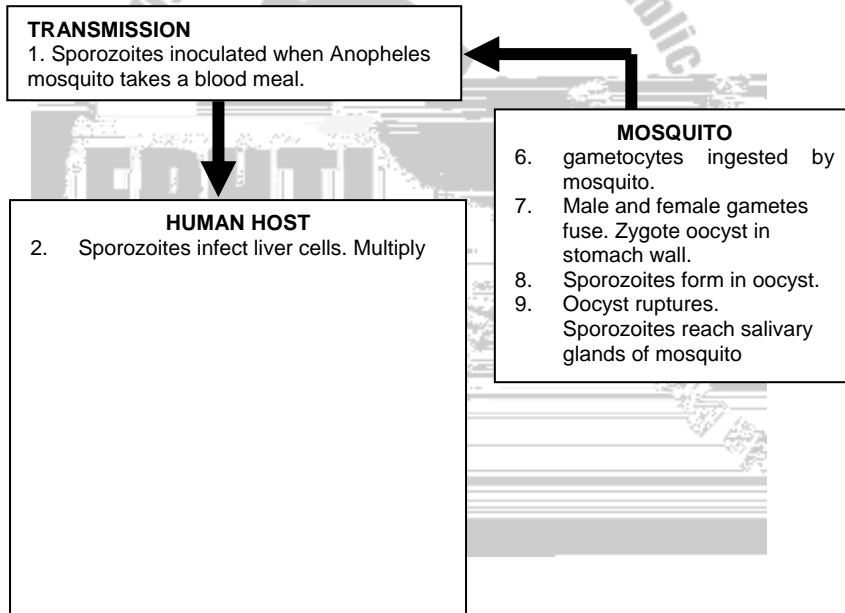 TRANSMISSION
1. Sporozoites inoculated when Anopheles
mosquito takes a blood meal.
HUMAN HOST
2. Sporozoites infect liver cells. Multiply
MOSQUITO
6. gametocytes ingested by
mosquito.
7. Male and female gametes
fuse. Zygote oocyst in
stomach wall.
8. Sporozoites form in oocyst.
9. Oocyst ruptures.
Sporozoites reach salivary
glands of mosquito